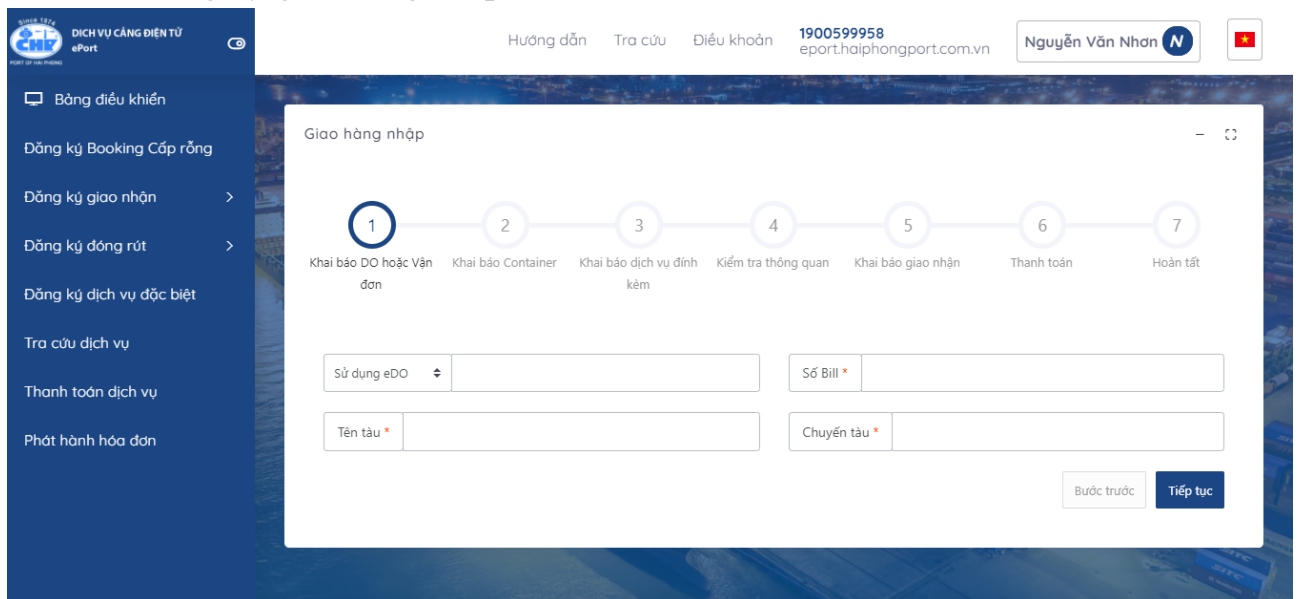 SINCE 1874
CHP
PORT OF HAI PHONG
DỊCH VỤ CẢNG ĐIỆN TỬ
ePort
Hướng dẫn
Tra cứu
Điều khoản
1900599958
eport.haiphongport.com.vn
Nguyễn Văn Nhơn N
Bảng điều khiển
Đăng ký Booking Cấp rỗng
Đăng ký giao nhận
Đăng ký đóng rút
Đăng ký dịch vụ đặc biệt
Tra cứu dịch vụ
Thanh toán dịch vụ
Phát hành hóa đơn
Giao hàng nhập
1
2
3
4
5
6
7
Khai báo DO hoặc Vận
đơn
Khai báo Container
Khai báo dịch vụ đính
kèm
Kiểm tra thông quan
Khai báo giao nhận
Thanh toán
Hoàn tất
Sử dụng eDO
Số Bill *
Tên tàu *
Chuyến tàu *
Bước trước
Tiếp tục
SITC
SITC